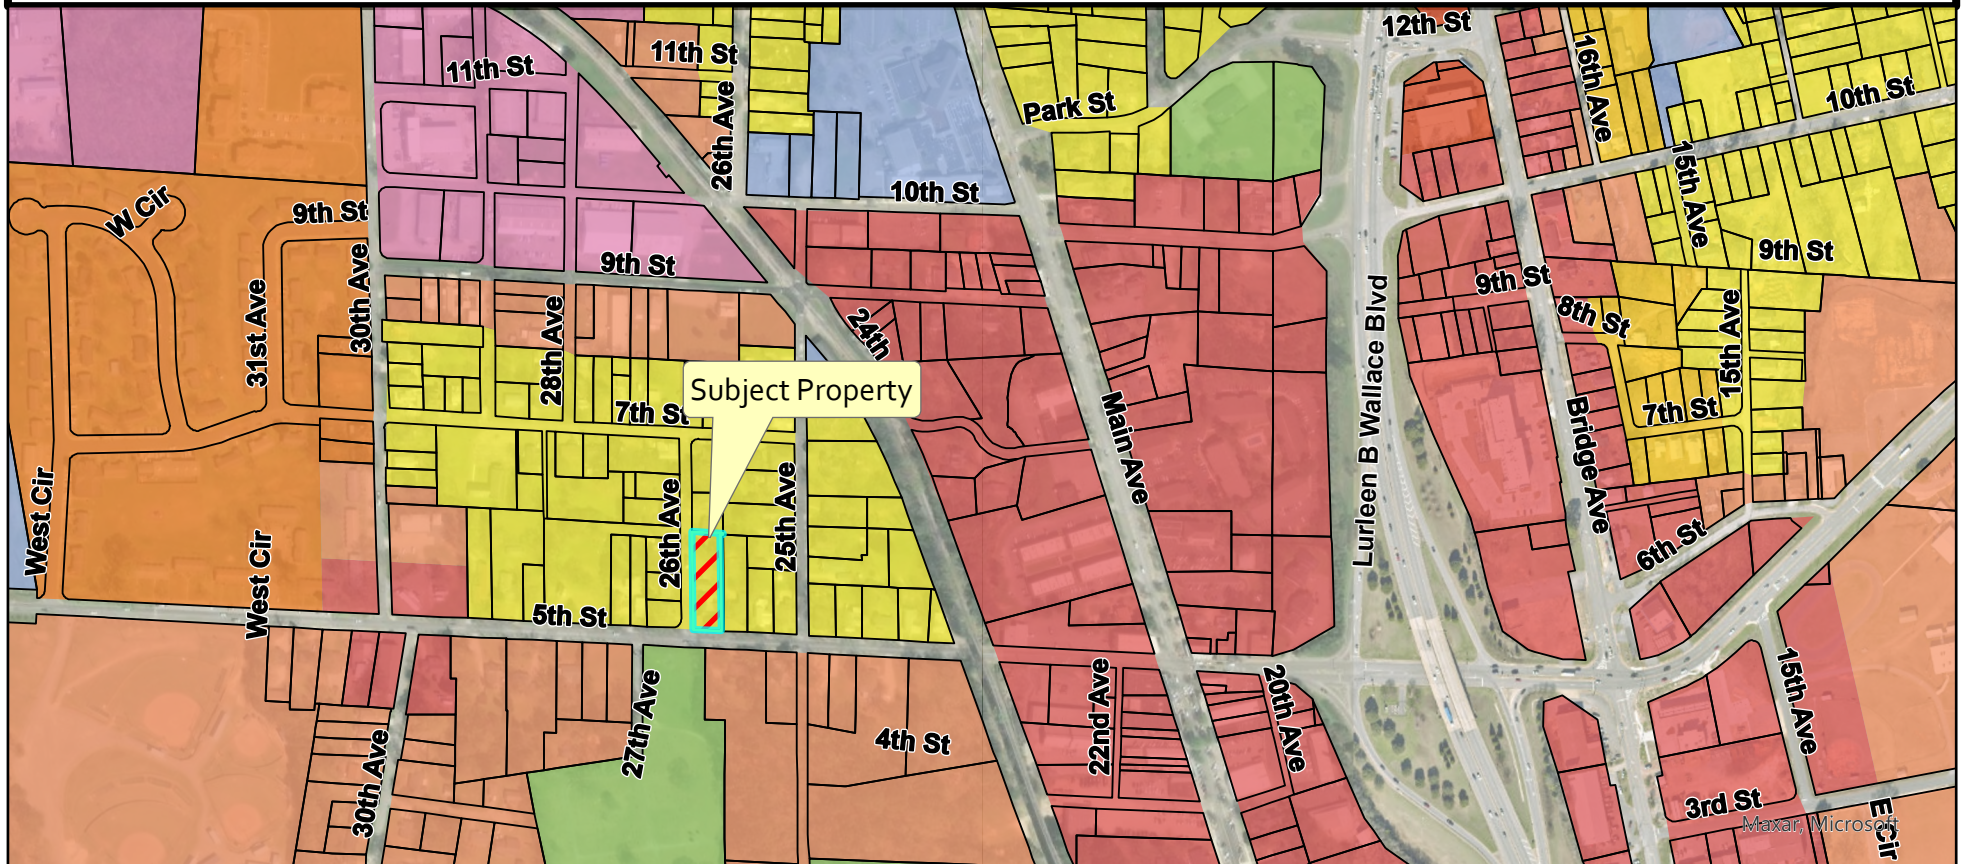 12th St
11th St
11th St
16th Ave
26th Ave
Park St
10th St
15th Ave
10th St
W Cir
9th St
9th St
9th St
30th Ave
31st Ave
28th Ave
24th
Lurleen B Wallace Blvd
9th St
8th St
15th Ave
Subject Property
7th St
7th St
Main Ave
Bridge Ave
West Cir
26th Ave
25th Ave
West Cir
6th St
5th St
27th Ave
22nd Ave
20th Ave
15th Ave
30th Ave
4th St
3rd St
E Cir
Maxar, Microsoft